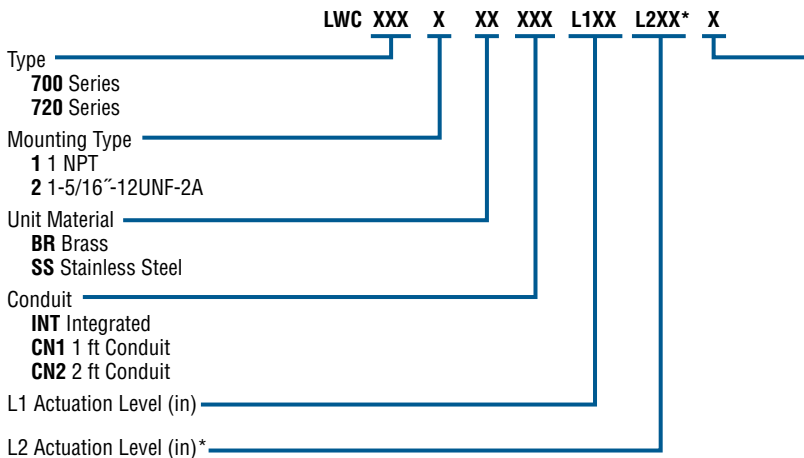 LWC XXX X XX XXX L1XX L2XX* X
Type
700 Series
720 Series
Mounting Type
1 1 NPT
2 1-5/16˝-12UNF-2A
Unit Material
BR Brass
SS Stainless Steel
Conduit
INT Integrated
CN1 1 ft Conduit
CN2 2 ft Conduit
L1 Actuation Level (in)
L2 Actuation Level (in)*